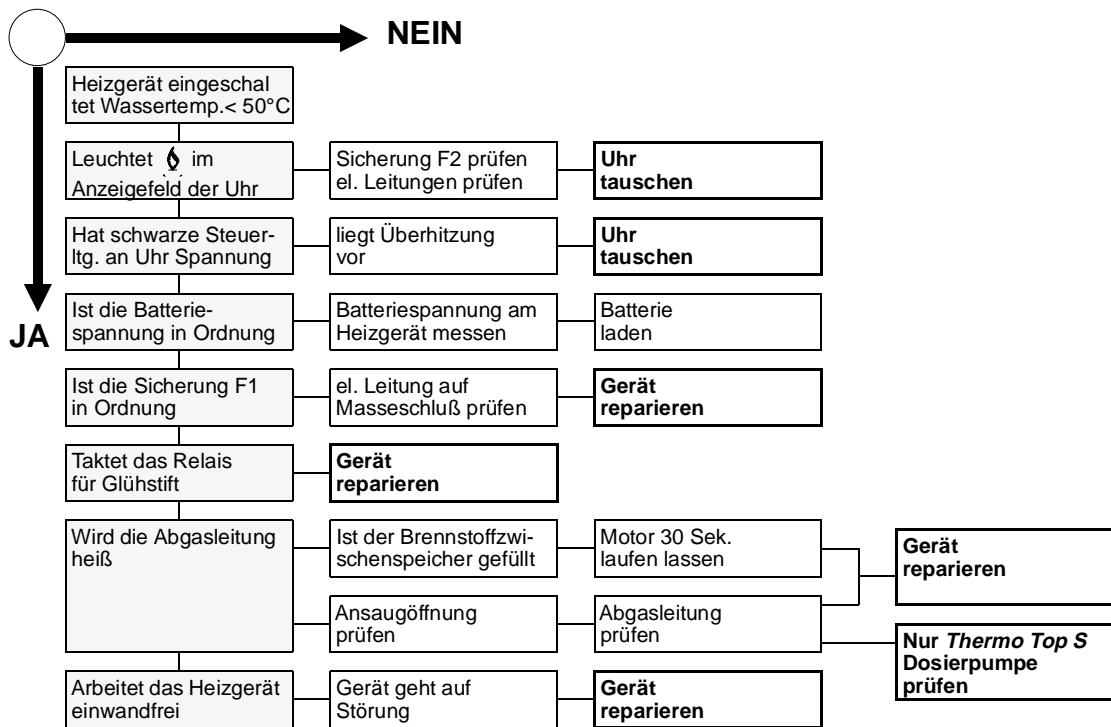 NEIN
JA
Heizgerät eingeschal
tet Wassertemp.< 50°C
Leuchtet im
Anzeigefeld der Uhr
Sicherung F2 prüfen
el. Leitungen prüfen
Uhr
tauschen
Hat schwarze Steuer-
ltg. an Uhr Spannung
liegt Überhitzung
vor
Uhr
tauschen
Ist die Batterie-
spannung in Ordnung
Batteriespannung am
Heizgerät messen
Batterie
laden
Ist die Sicherung F1
in Ordnung
el. Leitung auf
Masseschluß prüfen
Gerät
reparieren
Taktet das Relais
für Glühstift
Gerät
reparieren
Wird die Abgasleitung
heiß
Ist der Brennstoffzwi-
schenspeicher gefüllt
Motor 30 Sek.
laufen lassen
Gerät
reparieren
Ansaugöffnung
prüfen
Abgasleitung
prüfen
Nur Thermo Top S
Dosierpumpe
prüfen
Arbeitet das Heizgerät
einwandfrei
Gerät geht auf
Störung
Gerät
reparieren